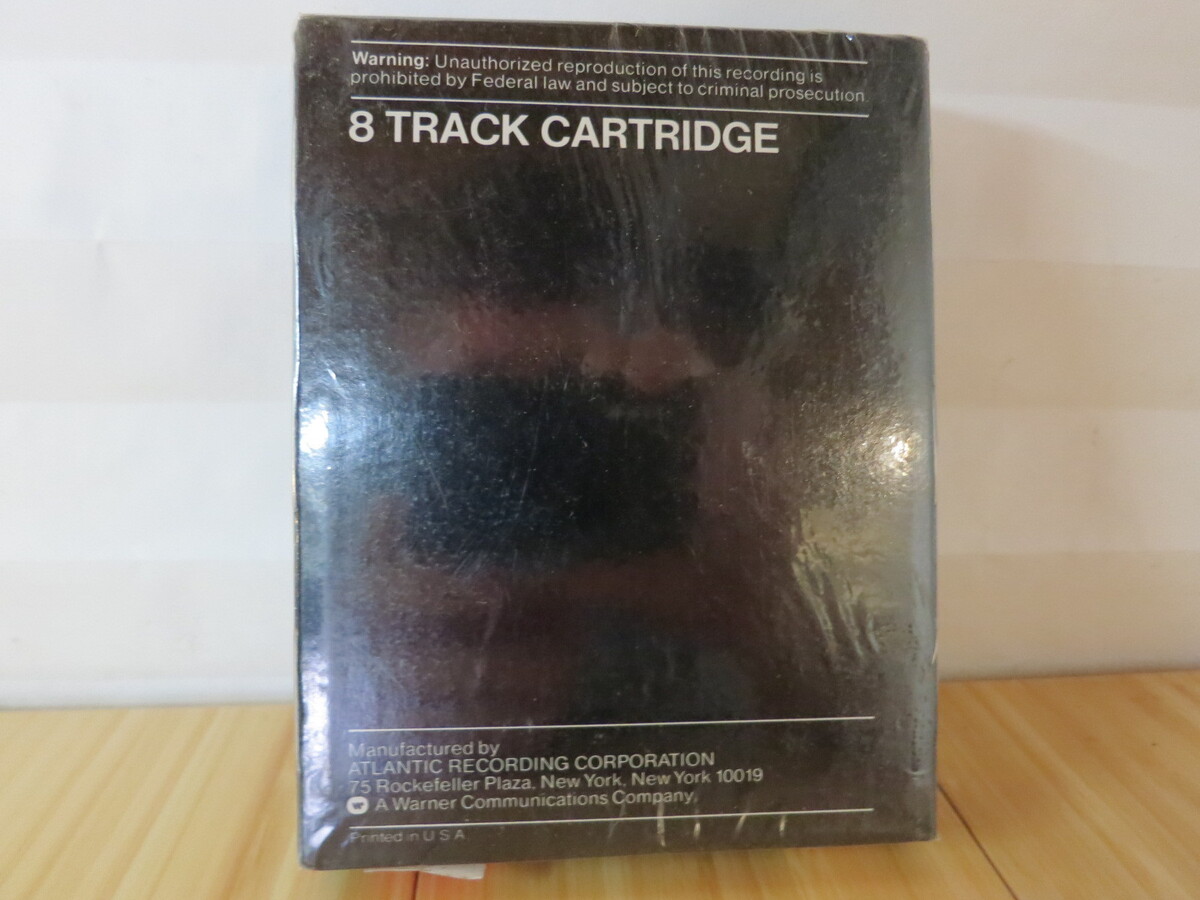 Warning: Unauthorized reproduction of this recording is
prohibited by Federal law and subject to criminal prosecution.
8 TRACK CARTRIDGE
Manufactured by
ATLANTIC RECORDING CORPORATION
75 Rockefeller Plaza, New York, New York 10019
A Warner Communications Company.
Printed in U S A